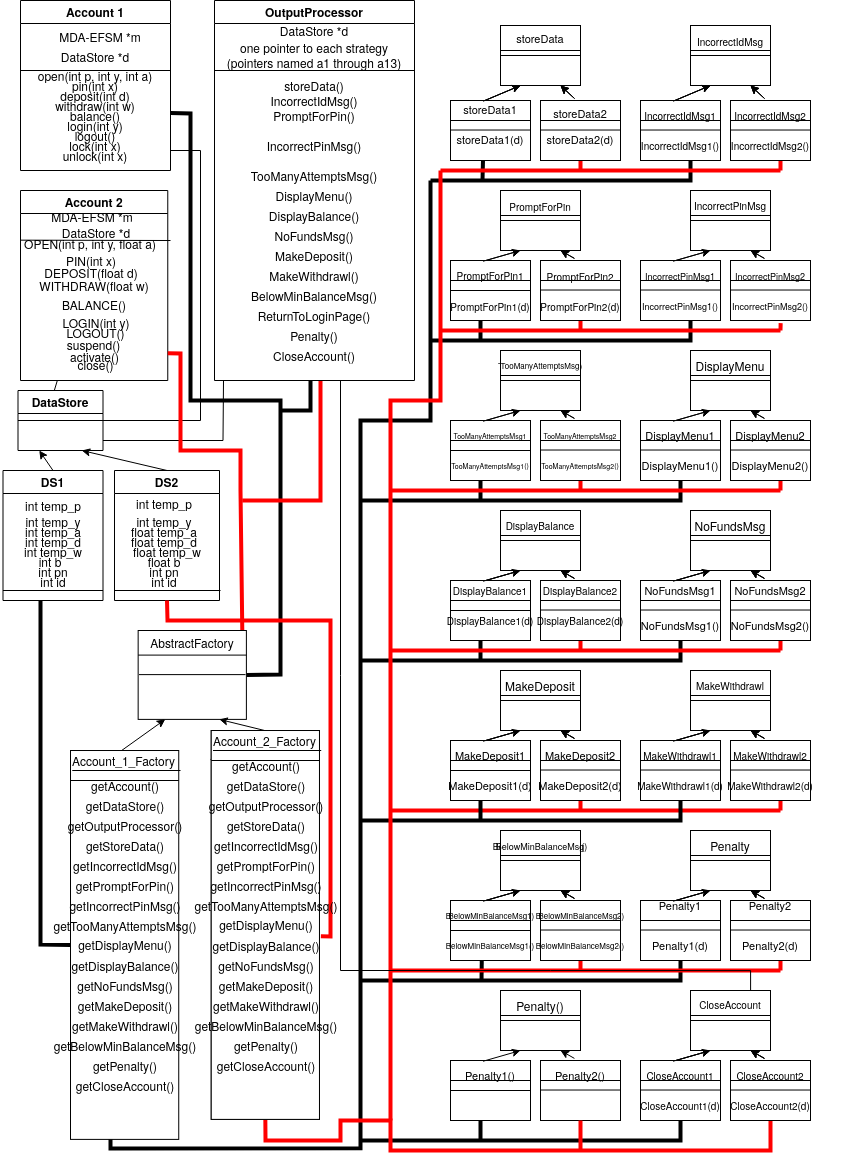 Account 1
MDA-EFSM *m
DataStore *d
open(int p, int y, int a)
pin(int x)
deposit(int d)
withdraw(int w)
balance()
login(int y)
logout()
lock(int x)
unlock(int x)
Account 2
MDA-EFSM *m
DataStore *d
OPEN(int p, int y, float a)
PIN(int x)
DEPOSIT(float d)
WITHDRAW(float w)
BALANCE()
LOGIN(int y)
LOGOUT()
suspend()
activate()
close()
DataStore
DS1
int temp_p
int temp_y
int temp_a
int temp_d
int temp_w
int b
int pn
int id
DS2
int temp_p
int temp_y
float temp_a
float temp_d
float temp_w
float b
int pn
int id
AbstractFactory
Account_1_Factory
getAccount()
getDataStore()
getOutputProcessor()
getStoreData()
getIncorrectIdMsg()
getPromptForPin()
getIncorrectPinMsg()
getTooManyAttemptsMsg()
getDisplayMenu()
getDisplayBalance()
getNoFundsMsg()
getMakeDeposit()
getMakeWithdrawl()
getBelowMinBalanceMsg()
getPenalty()
getCloseAccount()
Account_2_Factory
getAccount()
getDataStore()
getOutputProcessor()
getStoreData()
getIncorrectIdMsg()
getPromptForPin()
getIncorrectPinMsg()
getTooManyAttemptsMsg()
getDisplayMenu()
getDisplayBalance()
getNoFundsMsg()
getMakeDeposit()
getMakeWithdrawl()
getBelowMinBalanceMsg()
getPenalty()
getCloseAccount()
OutputProcessor
DataStore *d
one pointer to each strategy
(pointers named a1 through a13)
storeData()
IncorrectIdMsg()
PromptForPin()
IncorrectPinMsg()
TooManyAttemptsMsg()
DisplayMenu()
DisplayBalance()
NoFundsMsg()
MakeDeposit()
MakeWithdrawl()
BelowMinBalanceMsg()
ReturnToLoginPage()
Penalty()
CloseAccount()
storeData
storeData1
storeData1(d)
storeData2
storeData2(d)
IncorrectIdMsg
IncorrectIdMsg1
IncorrectIdMsg1()
IncorrectIdMsg2
IncorrectIdMsg2()
PromptForPin
PromptForPin1
PromptForPin1(d)
PromptForPin2
PromptForPin2(d)
IncorrectPinMsg
IncorrectPinMsg1
IncorrectPinMsg1()
IncorrectPinMsg2
IncorrectPinMsg2()
TooManyAttemptsMsg)
TooManyAttemptsMsg1
TooManyAttemptsMsg1()
TooManyAttemptsMsg2
TooManyAttemptsMsg2()
DisplayMenu
DisplayMenu1
DisplayMenu1()
DisplayMenu2
DisplayMenu2()
DisplayBalance
DisplayBalance1
DisplayBalance1(d)
DisplayBalance2
DisplayBalance2(d)
NoFundsMsg
NoFundsMsg1
NoFundsMsg1()
NoFundsMsg2
NoFundsMsg2()
MakeDeposit
MakeDeposit1
MakeDeposit1(d)
MakeDeposit2
MakeDeposit2(d)
MakeWithdrawl
MakeWithdrawl1
MakeWithdrawl1(d)
MakeWithdrawl2
MakeWithdrawl2(d)
BelowMinBalanceMsg)
BelowMinBalanceMsg1)
BelowMinBalanceMsg1()
BelowMinBalanceMsg2)
BelowMinBalanceMsg2()
Penalty
Penalty1
Penalty1(d)
Penalty2
Penalty2(d)
Penalty()
Penalty1()
Penalty2()
CloseAccount
CloseAccount1
CloseAccount1(d)
CloseAccount2
CloseAccount2(d)